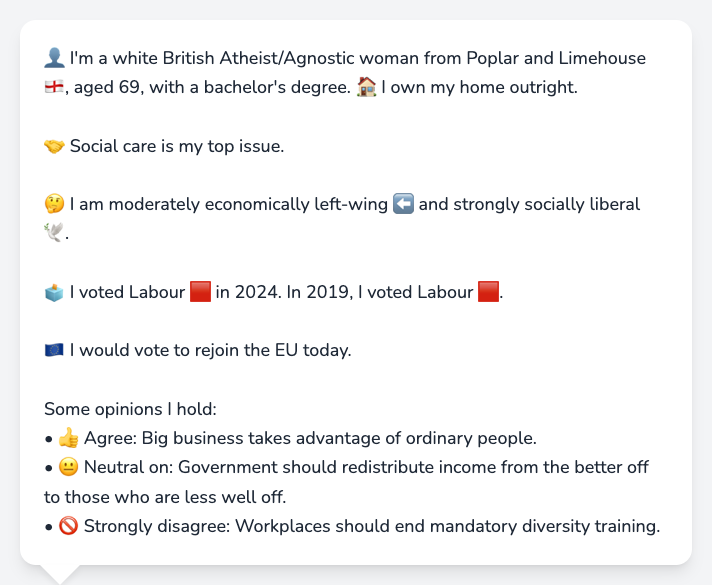 👤 I'm a white British Atheist/Agnostic woman from Poplar and Limehouse
🏴󠁧󠁢󠁥󠁮󠁧󠁿, aged 69, with a bachelor's degree. 🏠 I own my home outright.
🤝 Social care is my top issue.
🤔 I am moderately economically left-wing ⬅️ and strongly socially liberal
🕊️.
🗳️ I voted Labour 🟥 in 2024. In 2019, I voted Labour 🟥.
🇪🇺 I would vote to rejoin the EU today.
Some opinions I hold:
• 👍 Agree: Big business takes advantage of ordinary people.
• 😐 Neutral on: Government should redistribute income from the better off
to those who are less well off.
• 🚫 Strongly disagree: Workplaces should end mandatory diversity training.